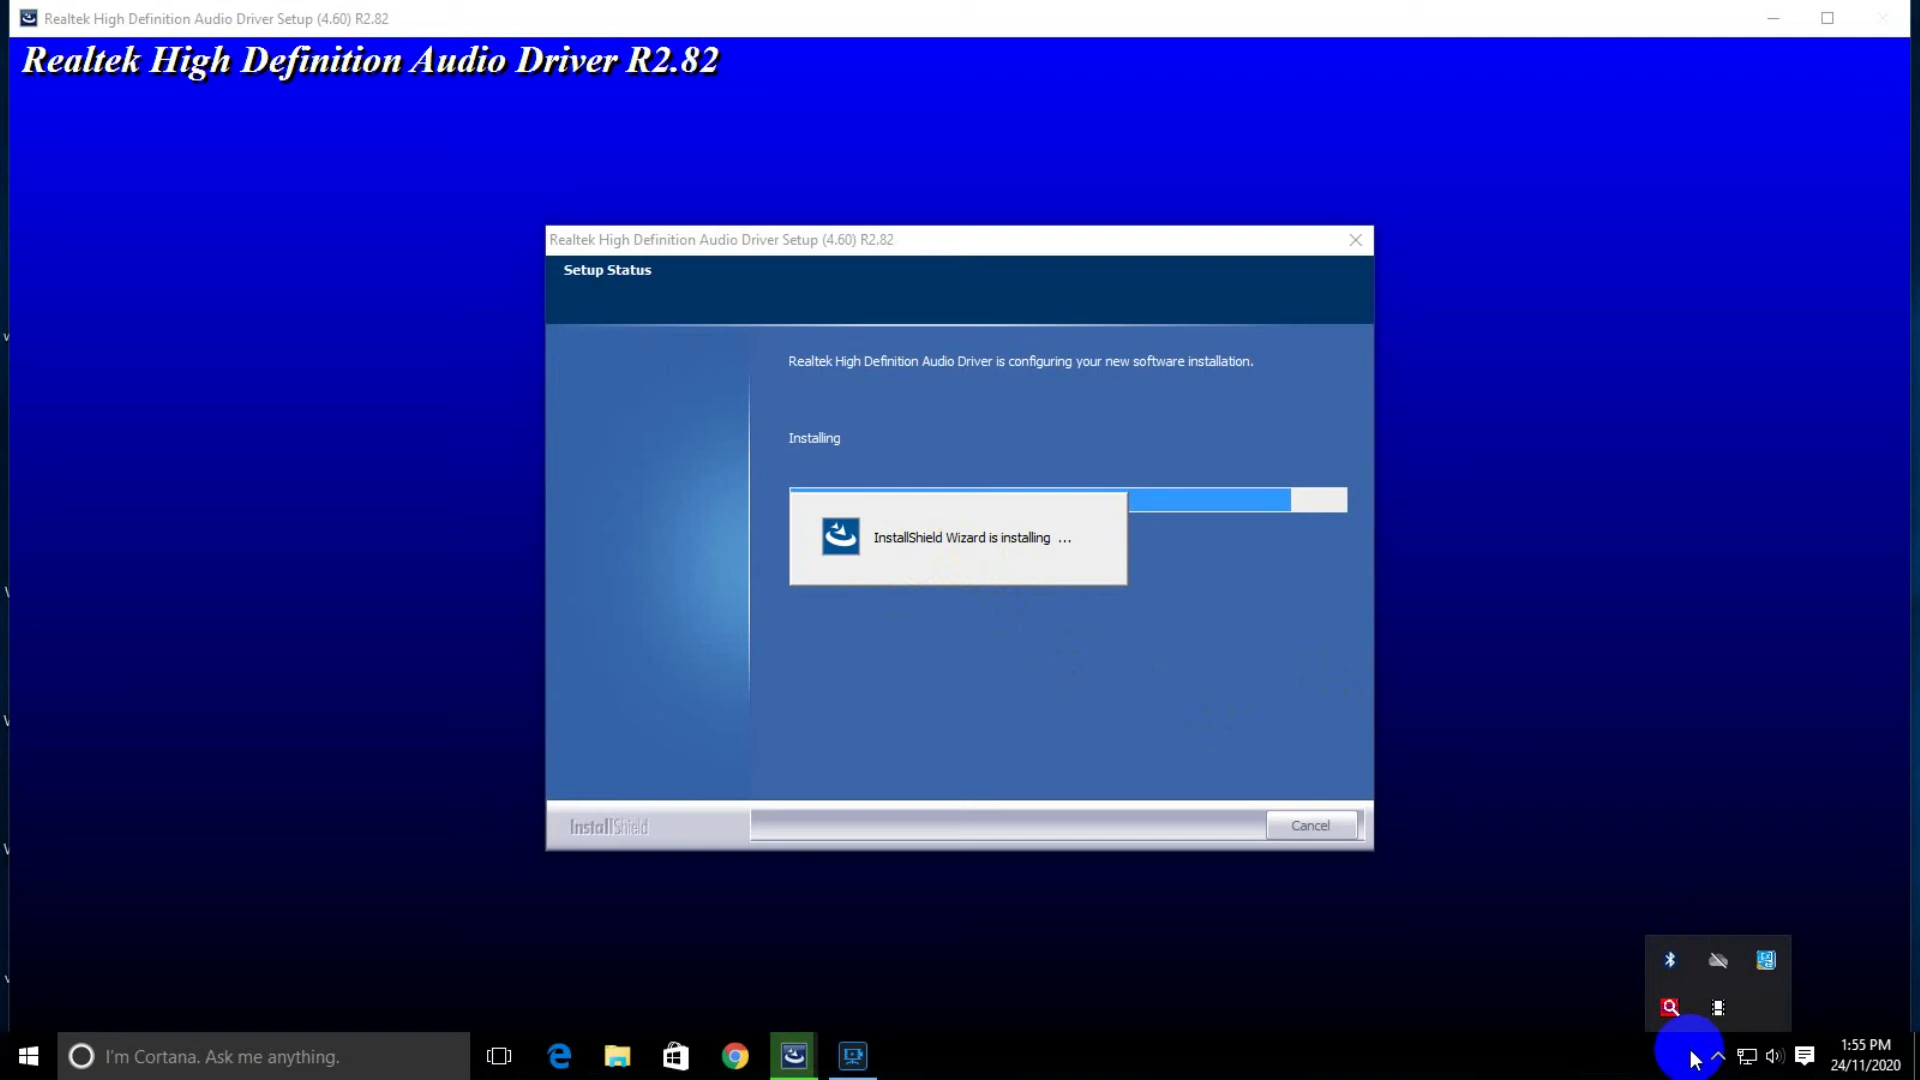 Realtek High Definition Audio Driver Setup (4.60) R2.82
Realtek High Definition Audio Driver R2.82
Realtek High Definition Audio Driver Setup (4.60) R2.82
Setup Status
Realtek High Definition Audio Driver is configuring your new software installation.
Installing
InstallShield Wizard is installing ...
InstallShield
Cancel
I'm Cortana. Ask me anything.
1:55 PM
24/11/2020